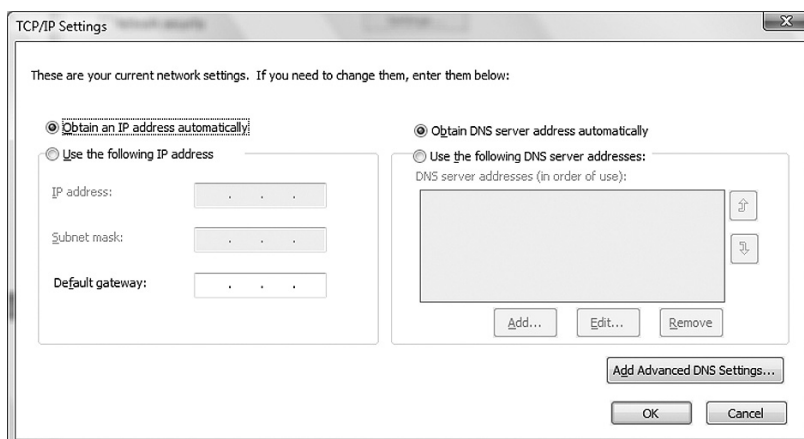 TCP/IP Settings
These are your current network settings. If you need to change them, enter them below:
Obtain an IP address automatically
Use the following IP address
IP address:
. . .
Subnet mask:
. . .
Default gateway:
. . .
Obtain DNS server address automatically
Use the following DNS server addresses:
DNS server addresses (in order of use):
Add...
Edit...
Remove
Add Advanced DNS Settings...
OK
Cancel